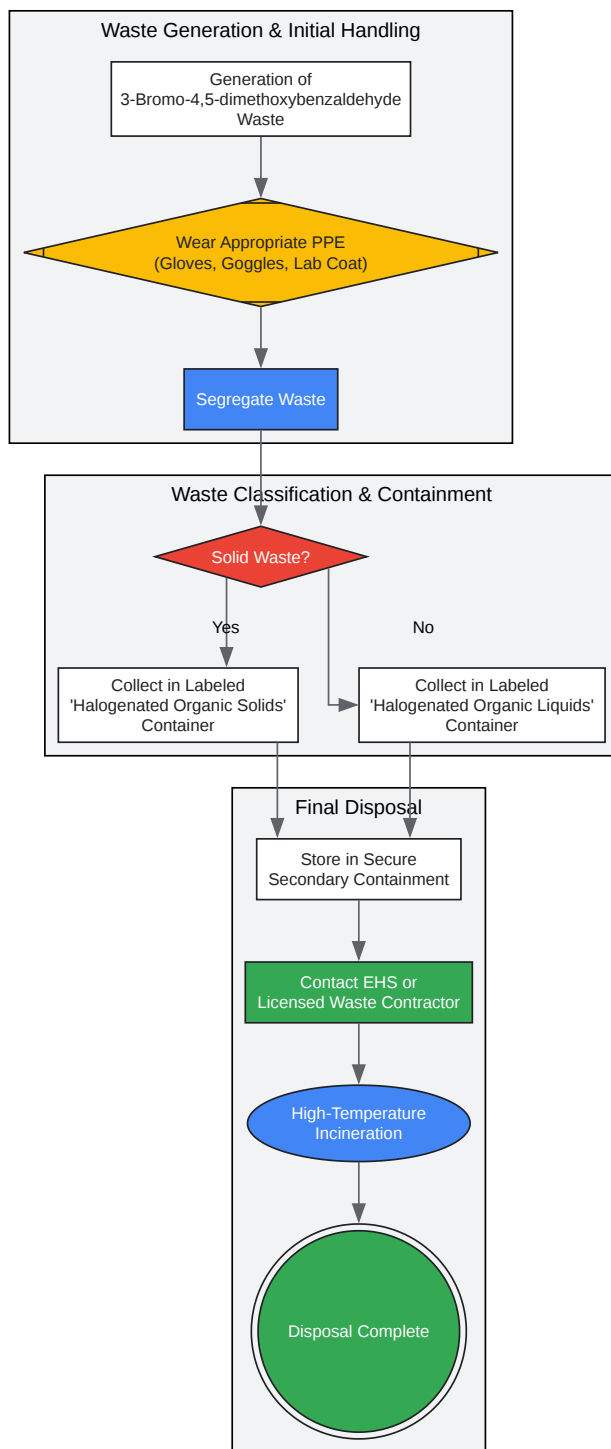 Waste Generation & Initial Handling
Generation of
3-Bromo-4,5-dimethoxybenzaldehyde
Waste
Wear Appropriate PPE
(Gloves, Goggles, Lab Coat)
Segregate Waste
Waste Classification & Containment
Solid Waste?
Yes
No
Collect in Labeled
'Halogenated Organic Solids'
Container
Collect in Labeled
'Halogenated Organic Liquids'
Container
Final Disposal
Store in Secure
Secondary Containment
Contact EHS or
Licensed Waste Contractor
High-Temperature
Incineration
Disposal Complete